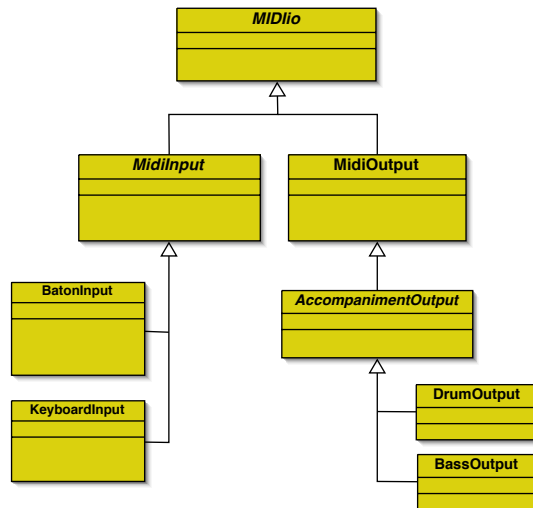 MIDIio
MidiInput
MidiOutput
BatonInput
AccompanimentOutput
KeyboardInput
DrumOutput
BassOutput